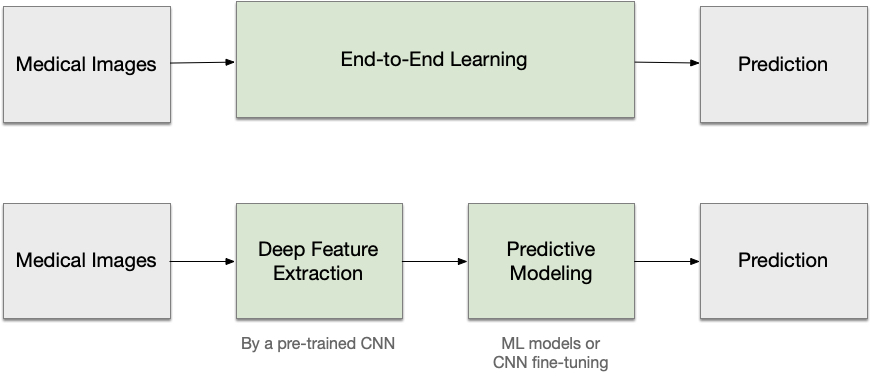 Medical Images
End-to-End Learning
Prediction
Medical Images
Deep Feature
Extraction
Predictive
Modeling
Prediction
By a pre-trained CNN
ML models or
CNN fine-tuning